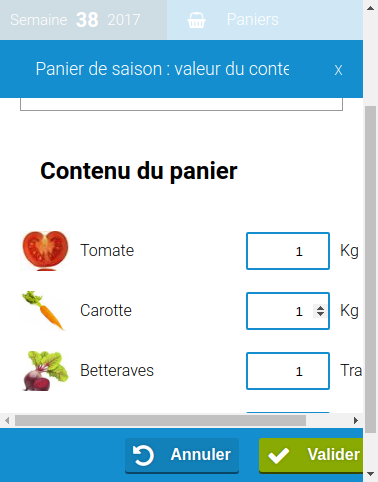 Semaine 38 2017 Paniers
Panier de saison : valeur du conte x
Contenu du panier
Tomate 1 Kg
Carotte 1 Kg
Betteraves 1 Tra
Annuler Valider